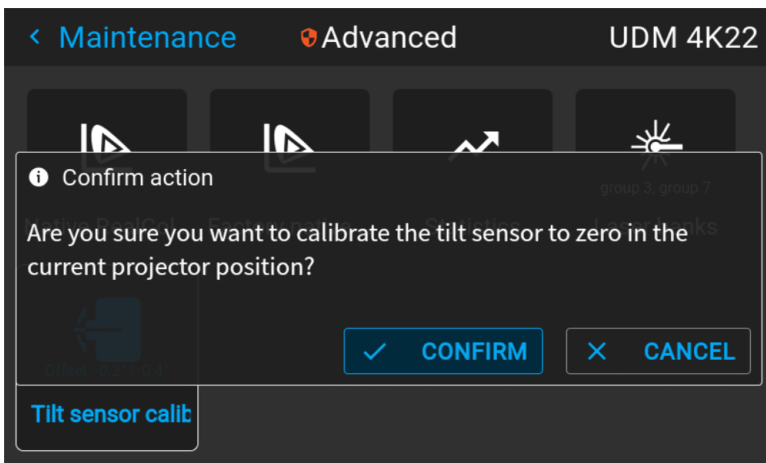 Maintenance
Advanced
UDM 4K22
group 3, group 7
Confirm action
Are you sure you want to calibrate the tilt sensor to zero in the
current projector position?
CONFIRM
CANCEL
Tilt sensor calib